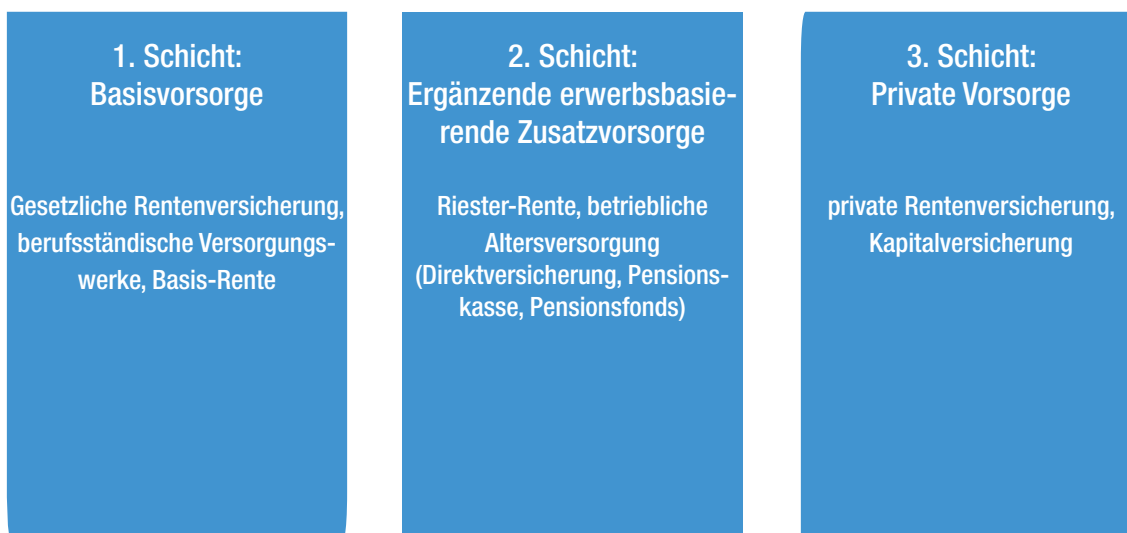 1. Schicht:
Basisvorsorge
Gesetzliche Rentenversicherung,
berufsständische Versorgungs-
werke, Basis-Rente
2. Schicht:
Ergänzende erwerbsbasie-
rende Zusatzvorsorge
Riester-Rente, betriebliche
Altersversorgung
(Direktversicherung, Pensions-
kasse, Pensionsfonds)
3. Schicht:
Private Vorsorge
private Rentenversicherung,
Kapitalversicherung